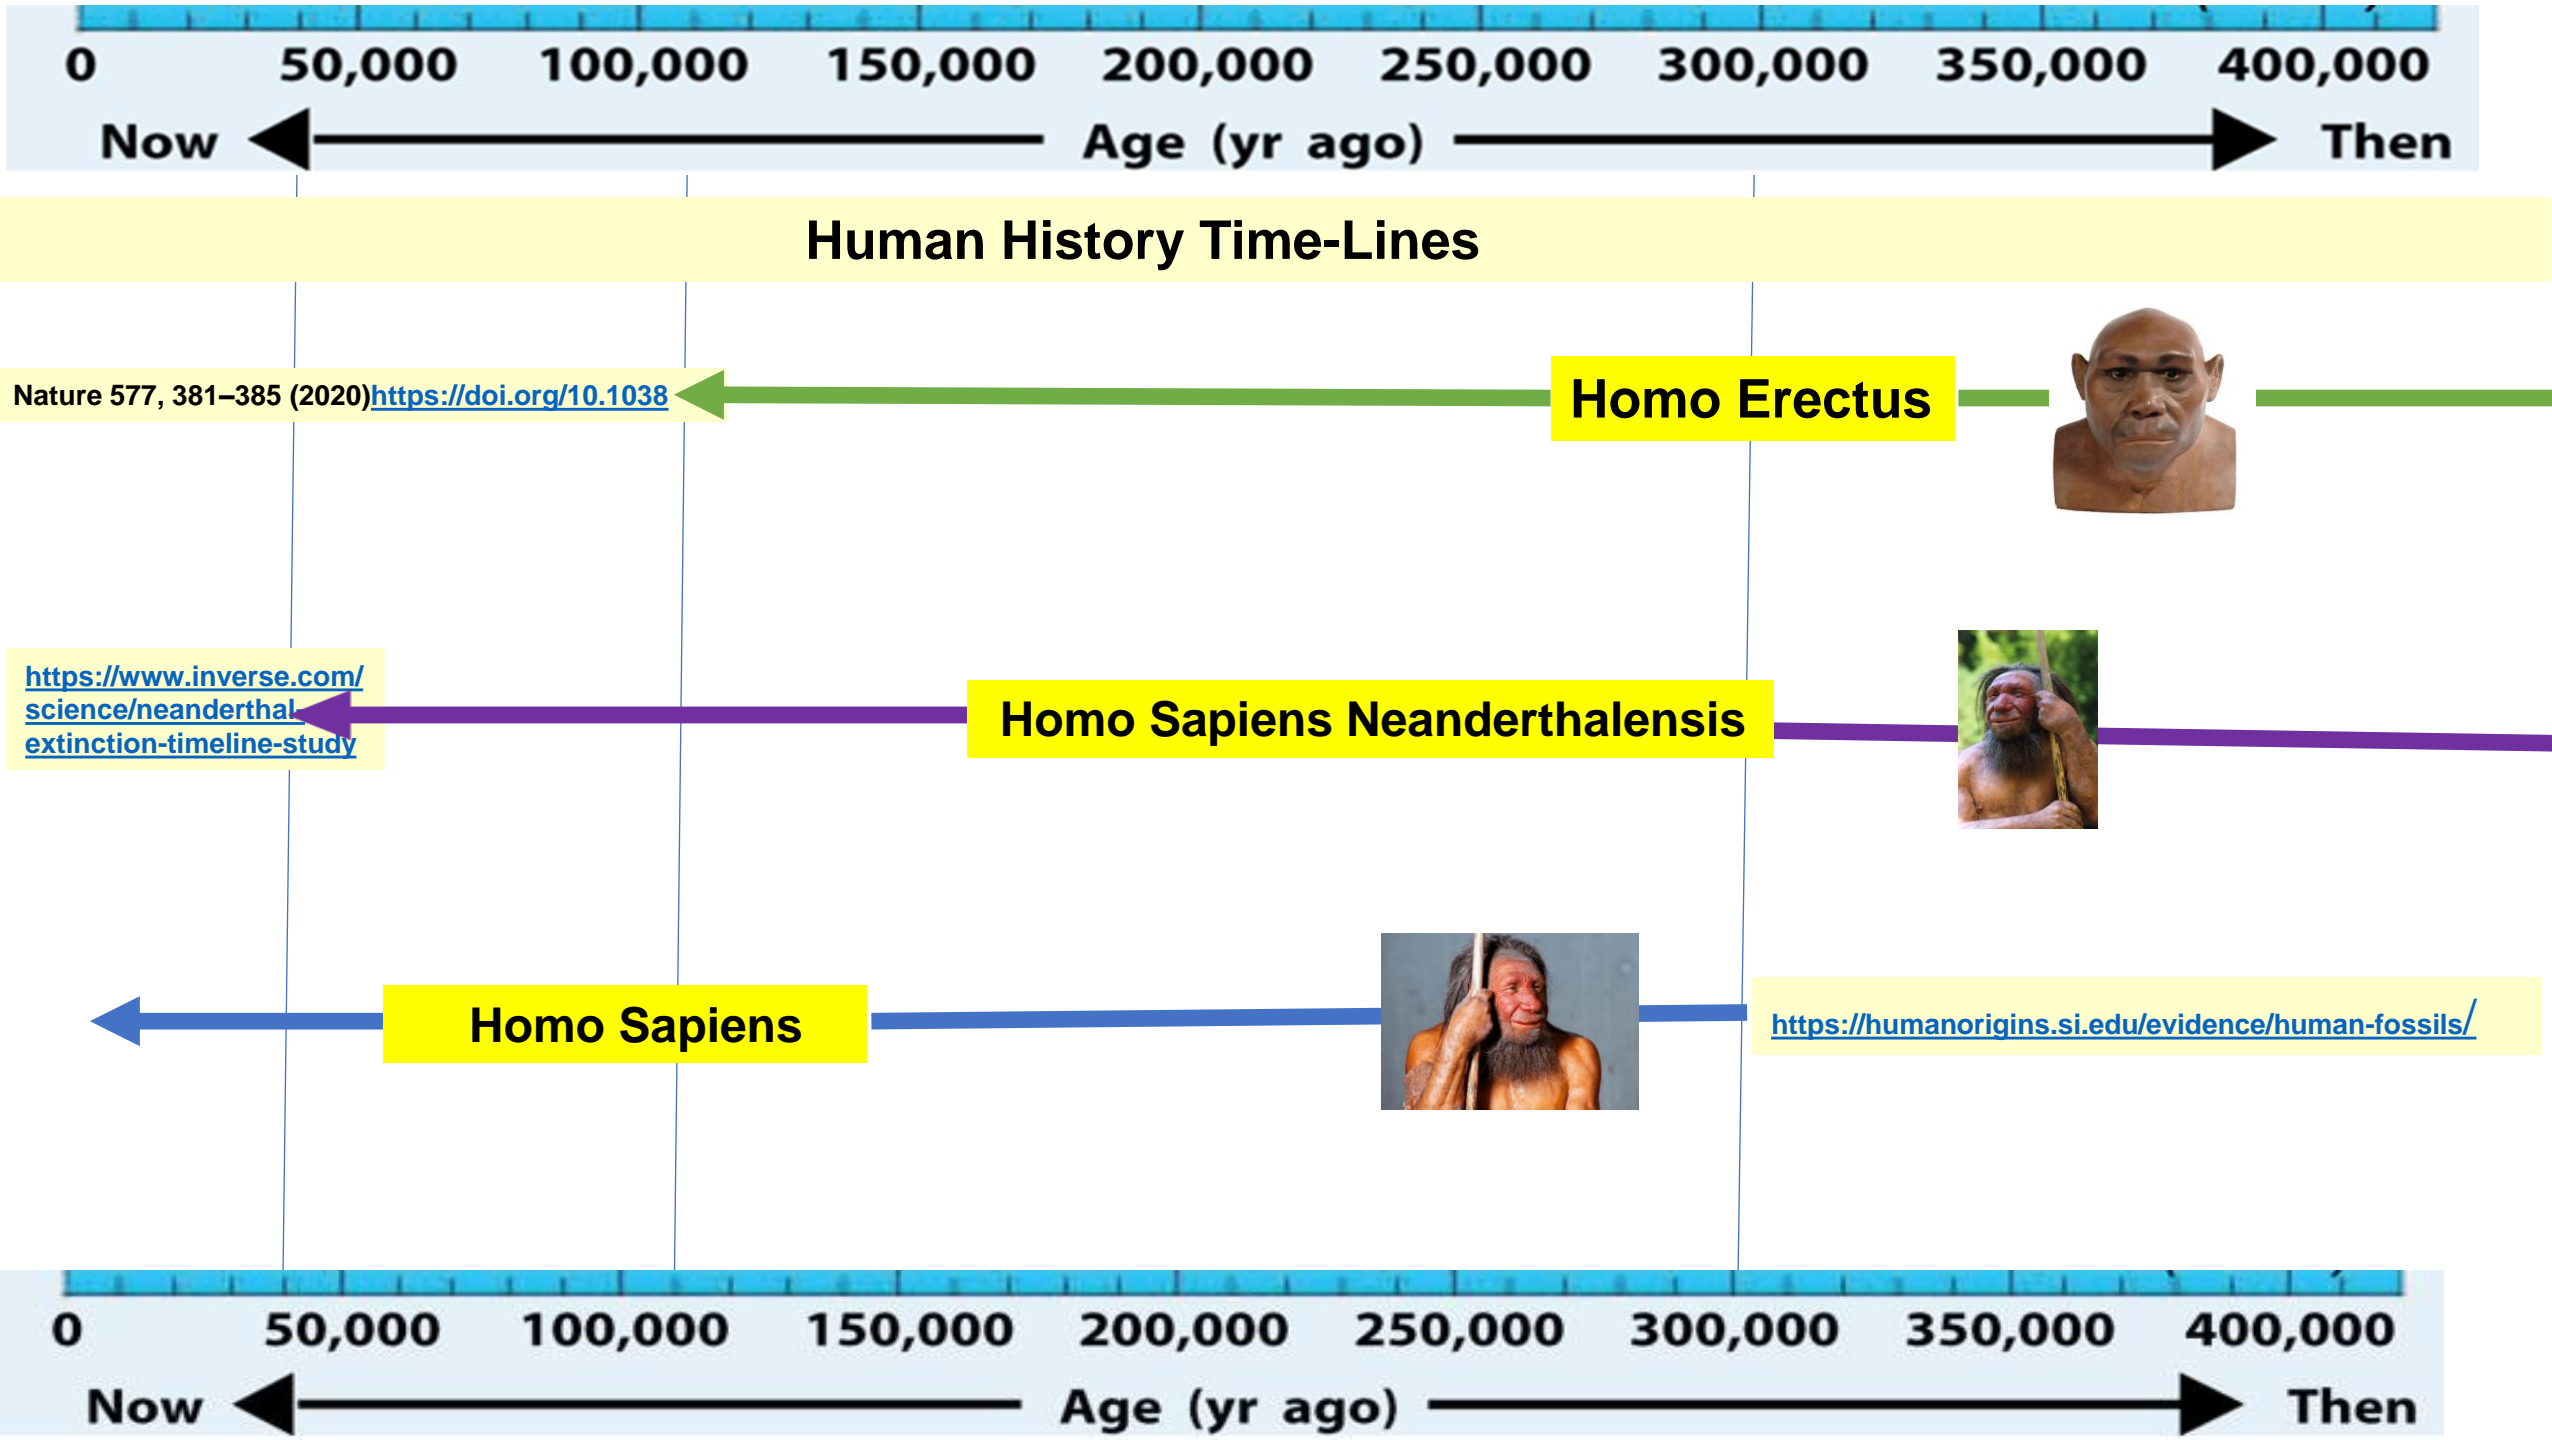 0 50,000 100,000 150,000 200,000 250,000 300,000 350,000 400,000
Now Age (yr ago) Then
Human History Time-Lines
Nature 577, 381–385 (2020)https://doi.org/10.1038
Homo Erectus
https://www.inverse.com/
science/neanderthal-
extinction-timeline-study
Homo Sapiens Neanderthalensis
Homo Sapiens
https://humanorigins.si.edu/evidence/human-fossils/
0 50,000 100,000 150,000 200,000 250,000 300,000 350,000 400,000
Now Age (yr ago) Then